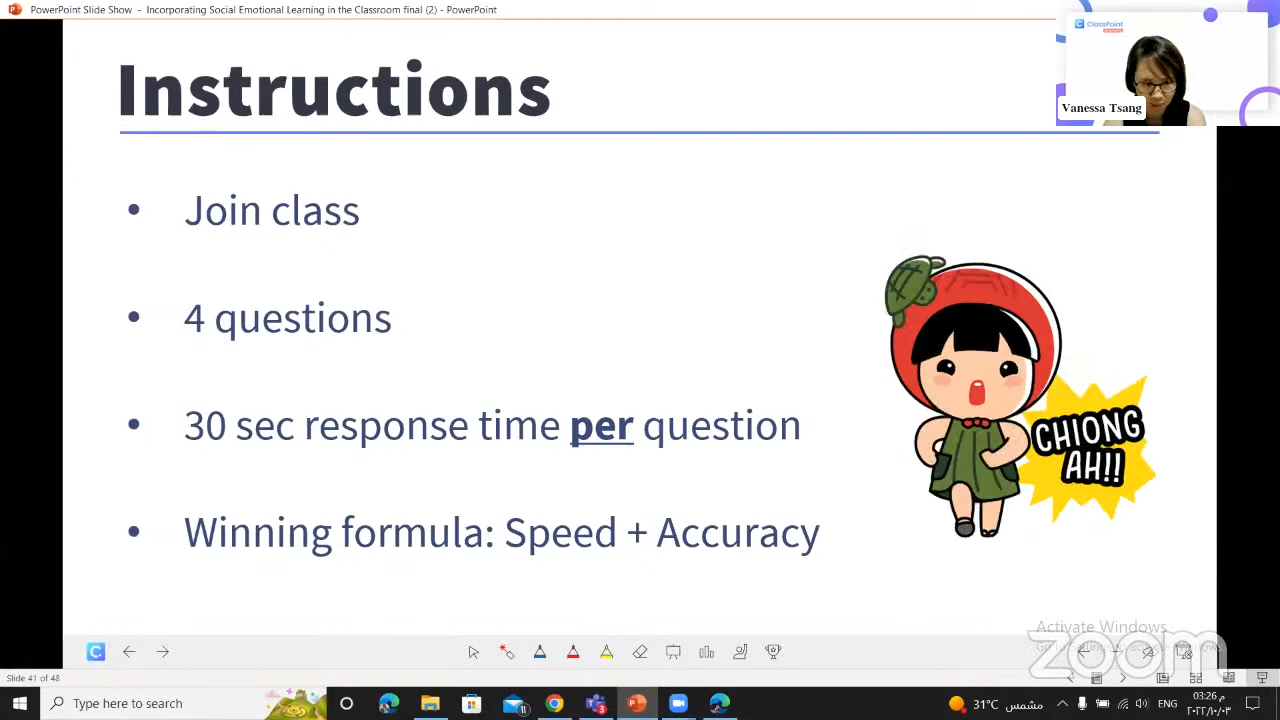 PowerPoint Slide Show - Incorporating Social Emotional Learning in the Classroom final (2) - PowerPoint
ClassPoint
Vanessa Tsang
Instructions
• Join class
• 4 questions
• 30 sec response time per question
• Winning formula: Speed + Accuracy
CHIONG
AH!!
Activate Windows
zoom
Slide 41 of 48
Type here to search
31°C مشمس
ENG
03:26 م